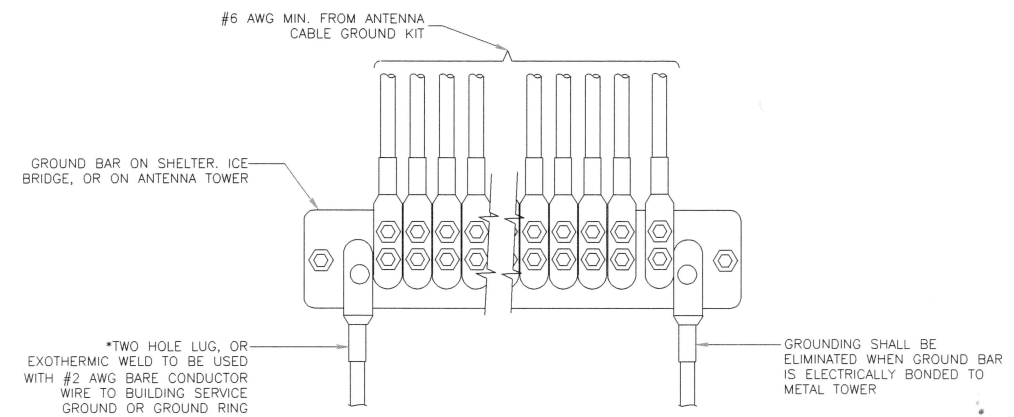 #6 AWG MIN. FROM ANTENNA
CABLE GROUND KIT
GROUND BAR ON SHELTER. ICE
BRIDGE, OR ON ANTENNA TOWER
*TWO HOLE LUG, OR
EXOTHERMIC WELD TO BE USED
WITH #2 AWG BARE CONDUCTOR
WIRE TO BUILDING SERVICE
GROUND OR GROUND RING
GROUNDING SHALL BE
ELIMINATED WHEN GROUND BAR
IS ELECTRICALLY BONDED TO
METAL TOWER